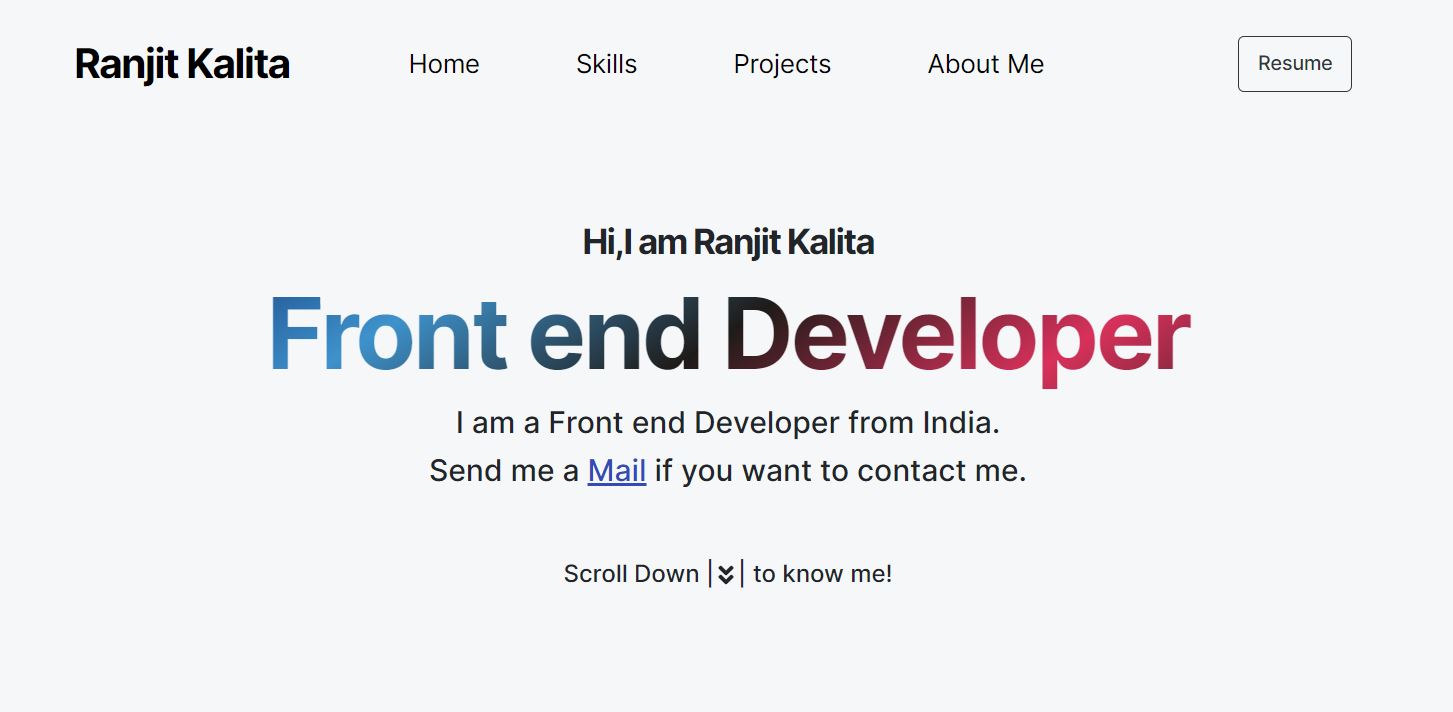 Ranjit Kalita Home Skills Projects About Me Resume
Hi,I am Ranjit Kalita
Front end Developer
I am a Front end Developer from India.
Send me a Mail if you want to contact me.
Scroll Down | | to know me!